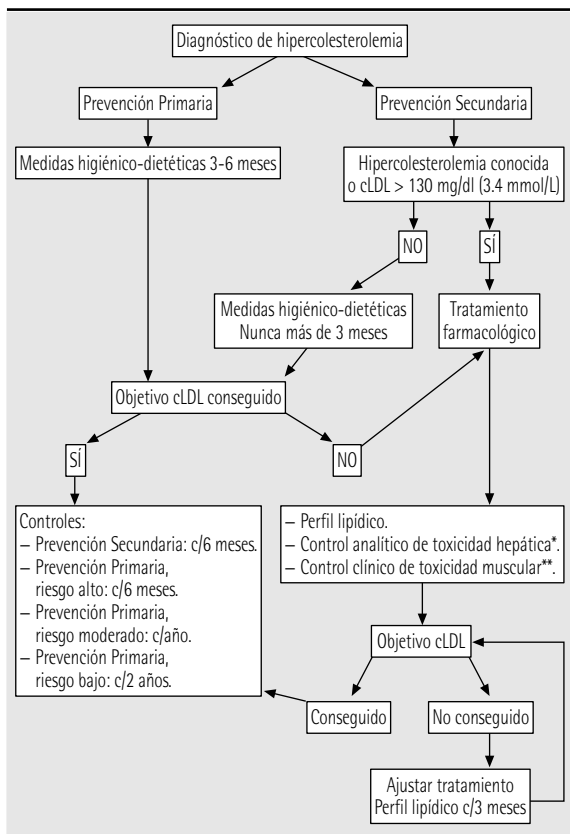 Diagnóstico de hipercolesterolemia
Prevención Primaria
Prevención Secundaria
Medidas higiénico-dietéticas 3-6 meses
Hipercolesterolemia conocida
o cLDL > 130 mg/dl (3.4 mmol/L)
NO
SÍ
Medidas higiénico-dietéticas
Nunca más de 3 meses
Tratamiento
farmacológico
Objetivo cLDL conseguido
SÍ
NO
Controles:
– Prevención Secundaria: c/6 meses.
– Prevención Primaria,
riesgo alto: c/6 meses.
– Prevención Primaria,
riesgo moderado: c/año.
– Prevención Primaria,
riesgo bajo: c/2 años.
– Perfil lipídico.
– Control analítico de toxicidad hepática*.
– Control clínico de toxicidad muscular**.
Objetivo cLDL
Conseguido
No conseguido
Ajustar tratamiento
Perfil lipídico c/3 meses